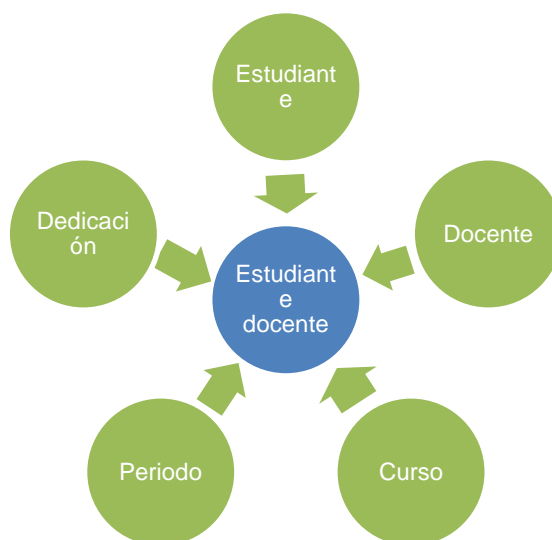 Estudiant
e
Dedicaci
ón
Docente
Estudiant
e
docente
Periodo
Curso